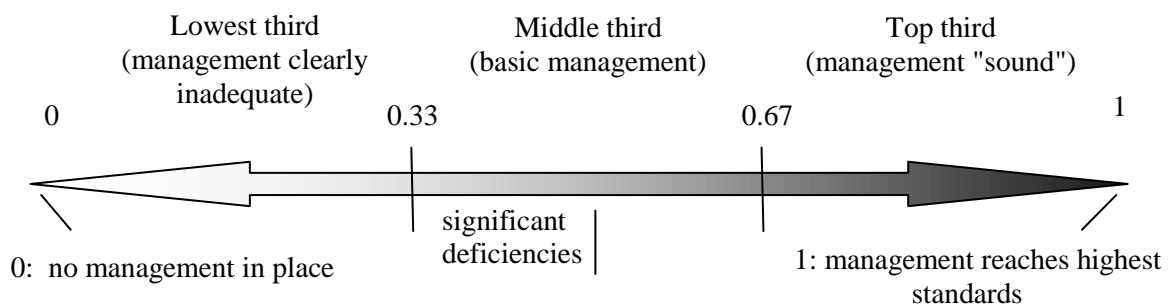 Lowest third
(management clearly
inadequate)
Middle third
(basic management)
Top third
(management "sound")
0
0.33
0.67
1
significant
deficiencies
0:  no management in place
1: management reaches highest
standards